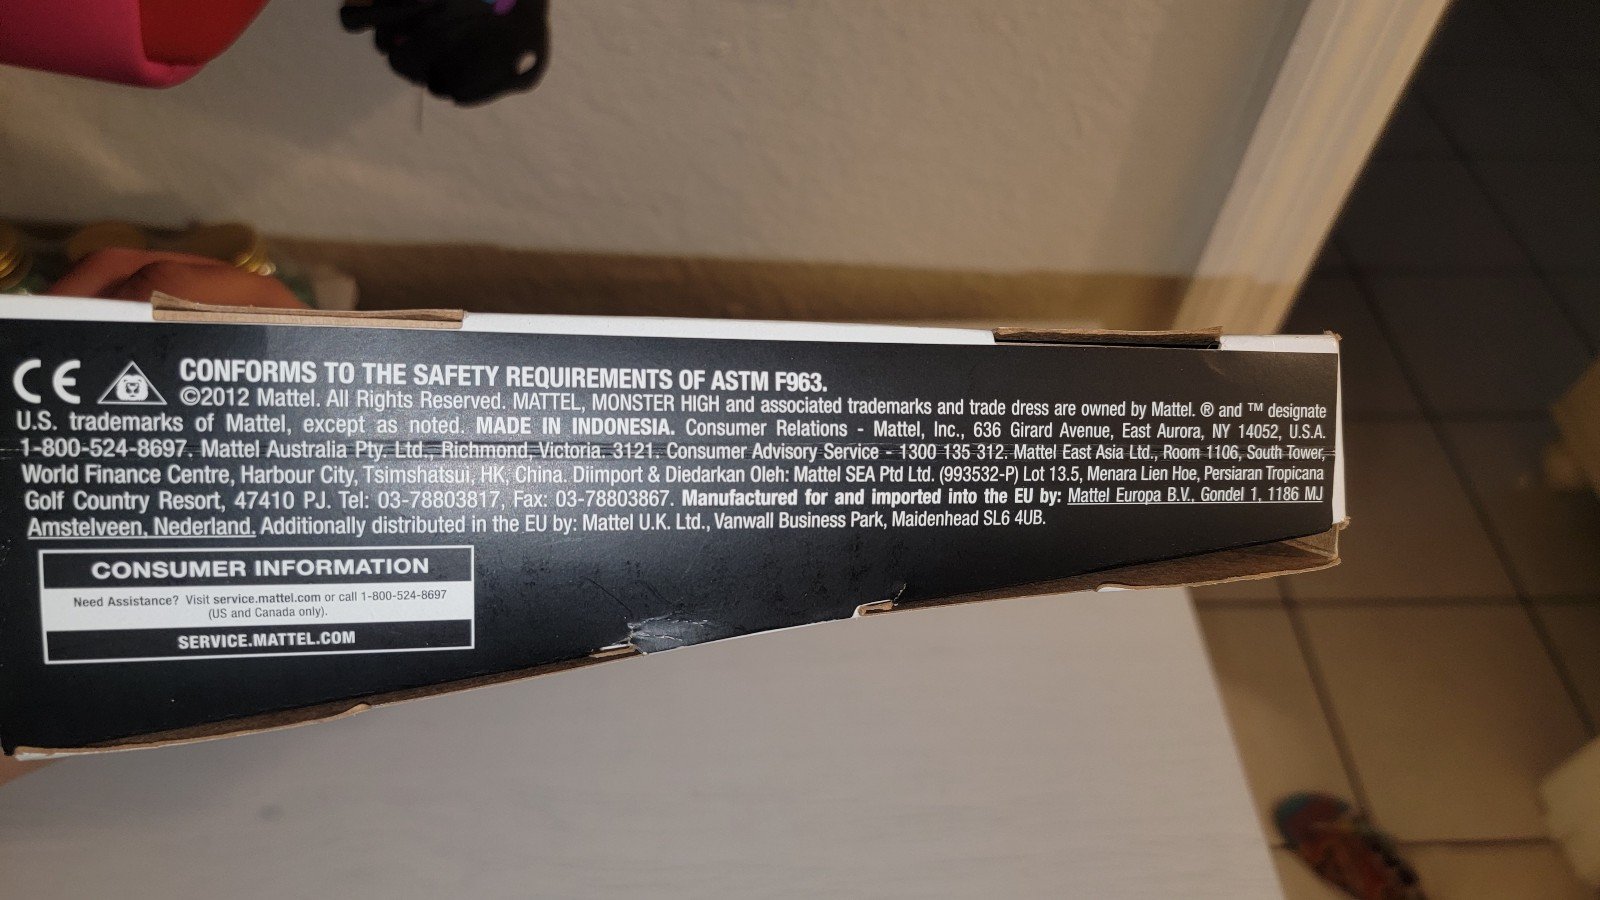 CE CONFORMS TO THE SAFETY REQUIREMENTS OF ASTM F963.
©2012 Mattel. All Rights Reserved. MATTEL, MONSTER HIGH and associated trademarks and trade dress are owned by Mattel. ® and ™ designate
U.S. trademarks of Mattel, except as noted. MADE IN INDONESIA. Consumer Relations - Mattel, Inc., 636 Girard Avenue, East Aurora, NY 14052, U.S.A.
1-800-524-8697. Mattel Australia Pty. Ltd., Richmond, Victoria. 3121. Consumer Advisory Service - 1300 135 312. Mattel East Asia Ltd., Room 1106, South Tower,
World Finance Centre, Harbour City, Tsimshatsui, HK, China. Diimport & Diedarkan Oleh: Mattel SEA Ptd Ltd. (993532-P) Lot 13.5, Menara Lien Hoe, Persiaran Tropicana
Golf Country Resort, 47410 PJ. Tel: 03-78803817, Fax: 03-78803867. Manufactured for and imported into the EU by: Mattel Europa B.V., Gondel 1, 1186 MJ
Amstelveen, Nederland. Additionally distributed in the EU by: Mattel U.K. Ltd., Vanwall Business Park, Maidenhead SL6 4UB.
CONSUMER INFORMATION
Need Assistance? Visit service.mattel.com or call 1-800-524-8697
(US and Canada only).
SERVICE.MATTEL.COM